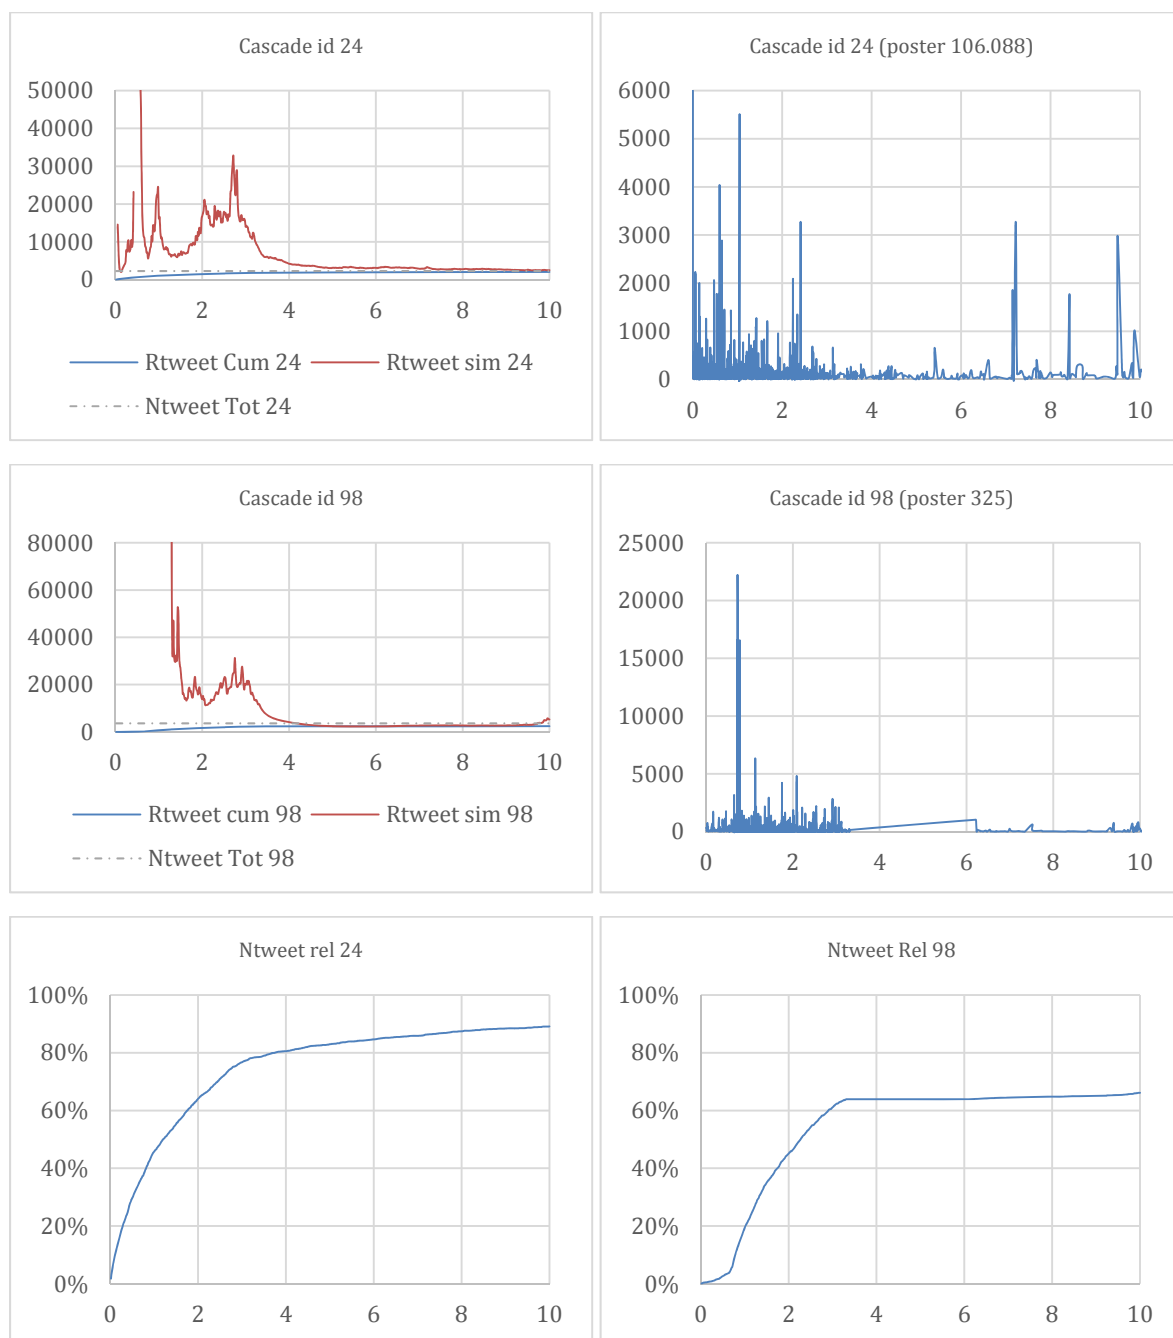 Cascade id 24
50000
40000
30000
20000
10000
0
0 2 4 6 8 10
Rtweet Cum 24 Rtweet sim 24
Ntweet Tot 24
Cascade id 24 (poster 106.088)
6000
5000
4000
3000
2000
1000
0
0 2 4 6 8 10
Cascade id 98
80000
60000
40000
20000
0
0 2 4 6 8 10
Rtweet cum 98 Rtweet sim 98
Ntweet Tot 98
Cascade id 98 (poster 325)
25000
20000
15000
10000
5000
0
0 2 4 6 8 10
Ntweet rel 24
100%
80%
60%
40%
20%
0%
0 2 4 6 8 10
Ntweet Rel 98
100%
80%
60%
40%
20%
0%
0 2 4 6 8 10